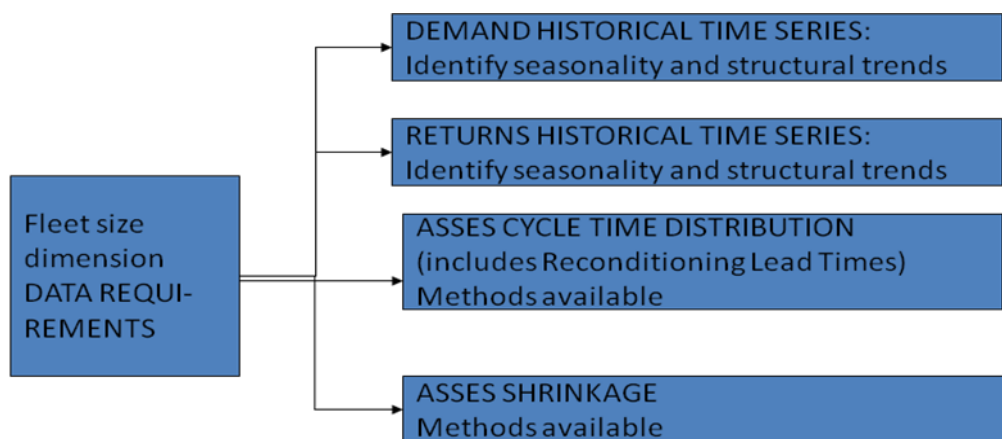 Fleet size
dimension
DATA REQUI-
REMENTS
DEMAND HISTORICAL TIME SERIES:
Identify seasonality and structural trends
RETURNS HISTORICAL TIME SERIES:
Identify seasonality and structural trends
ASSES CYCLE TIME DISTRIBUTION
(includes Reconditioning Lead Times)
Methods available
ASSES SHRINKAGE
Methods available